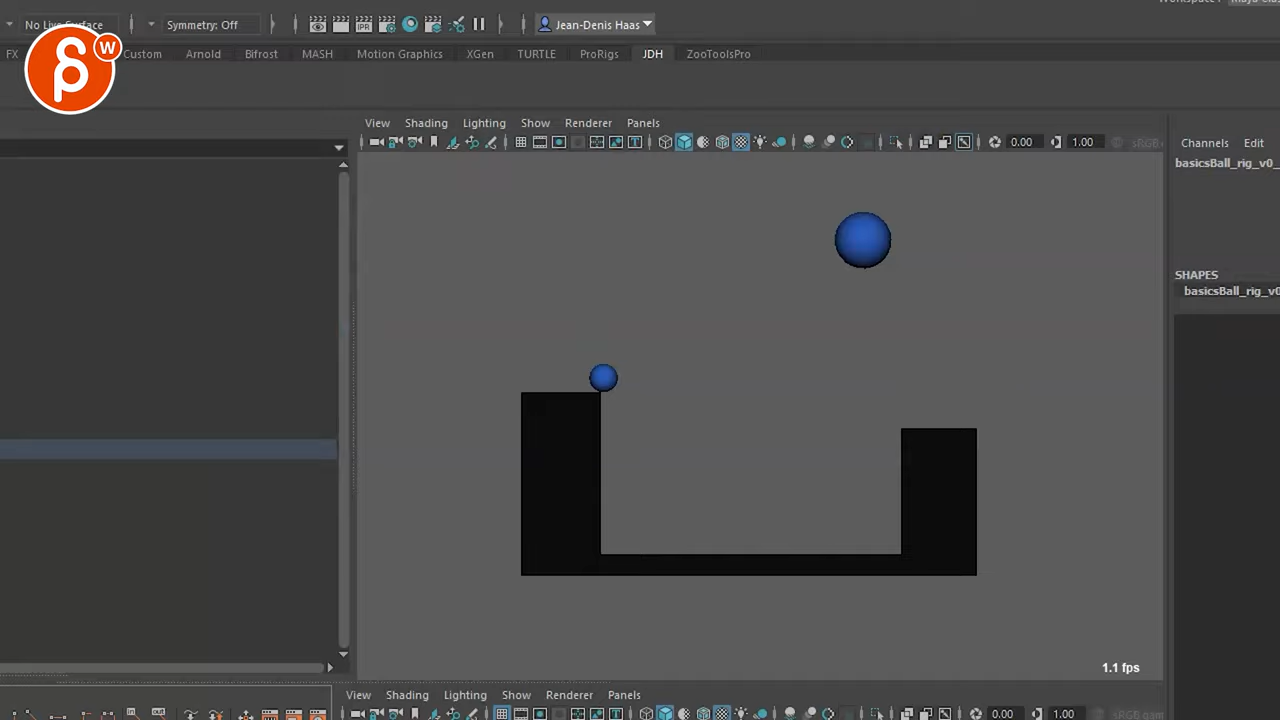 No Live Surface
Symmetry: Off
IPR
Jean-Denis Haas
W
FX
Custom
Arnold
Bifrost
MASH
Motion Graphics
XGen
TURTLE
ProRigs
JDH
ZooToolsPro
View Shading Lighting Show Renderer Panels
0.00
1.00
Channels Edit
basicsBall_rig_v0_
SHAPES
basicsBall_rig_v0
1.1 fps
View Shading Lighting Show Renderer Panels
0.00
1.00